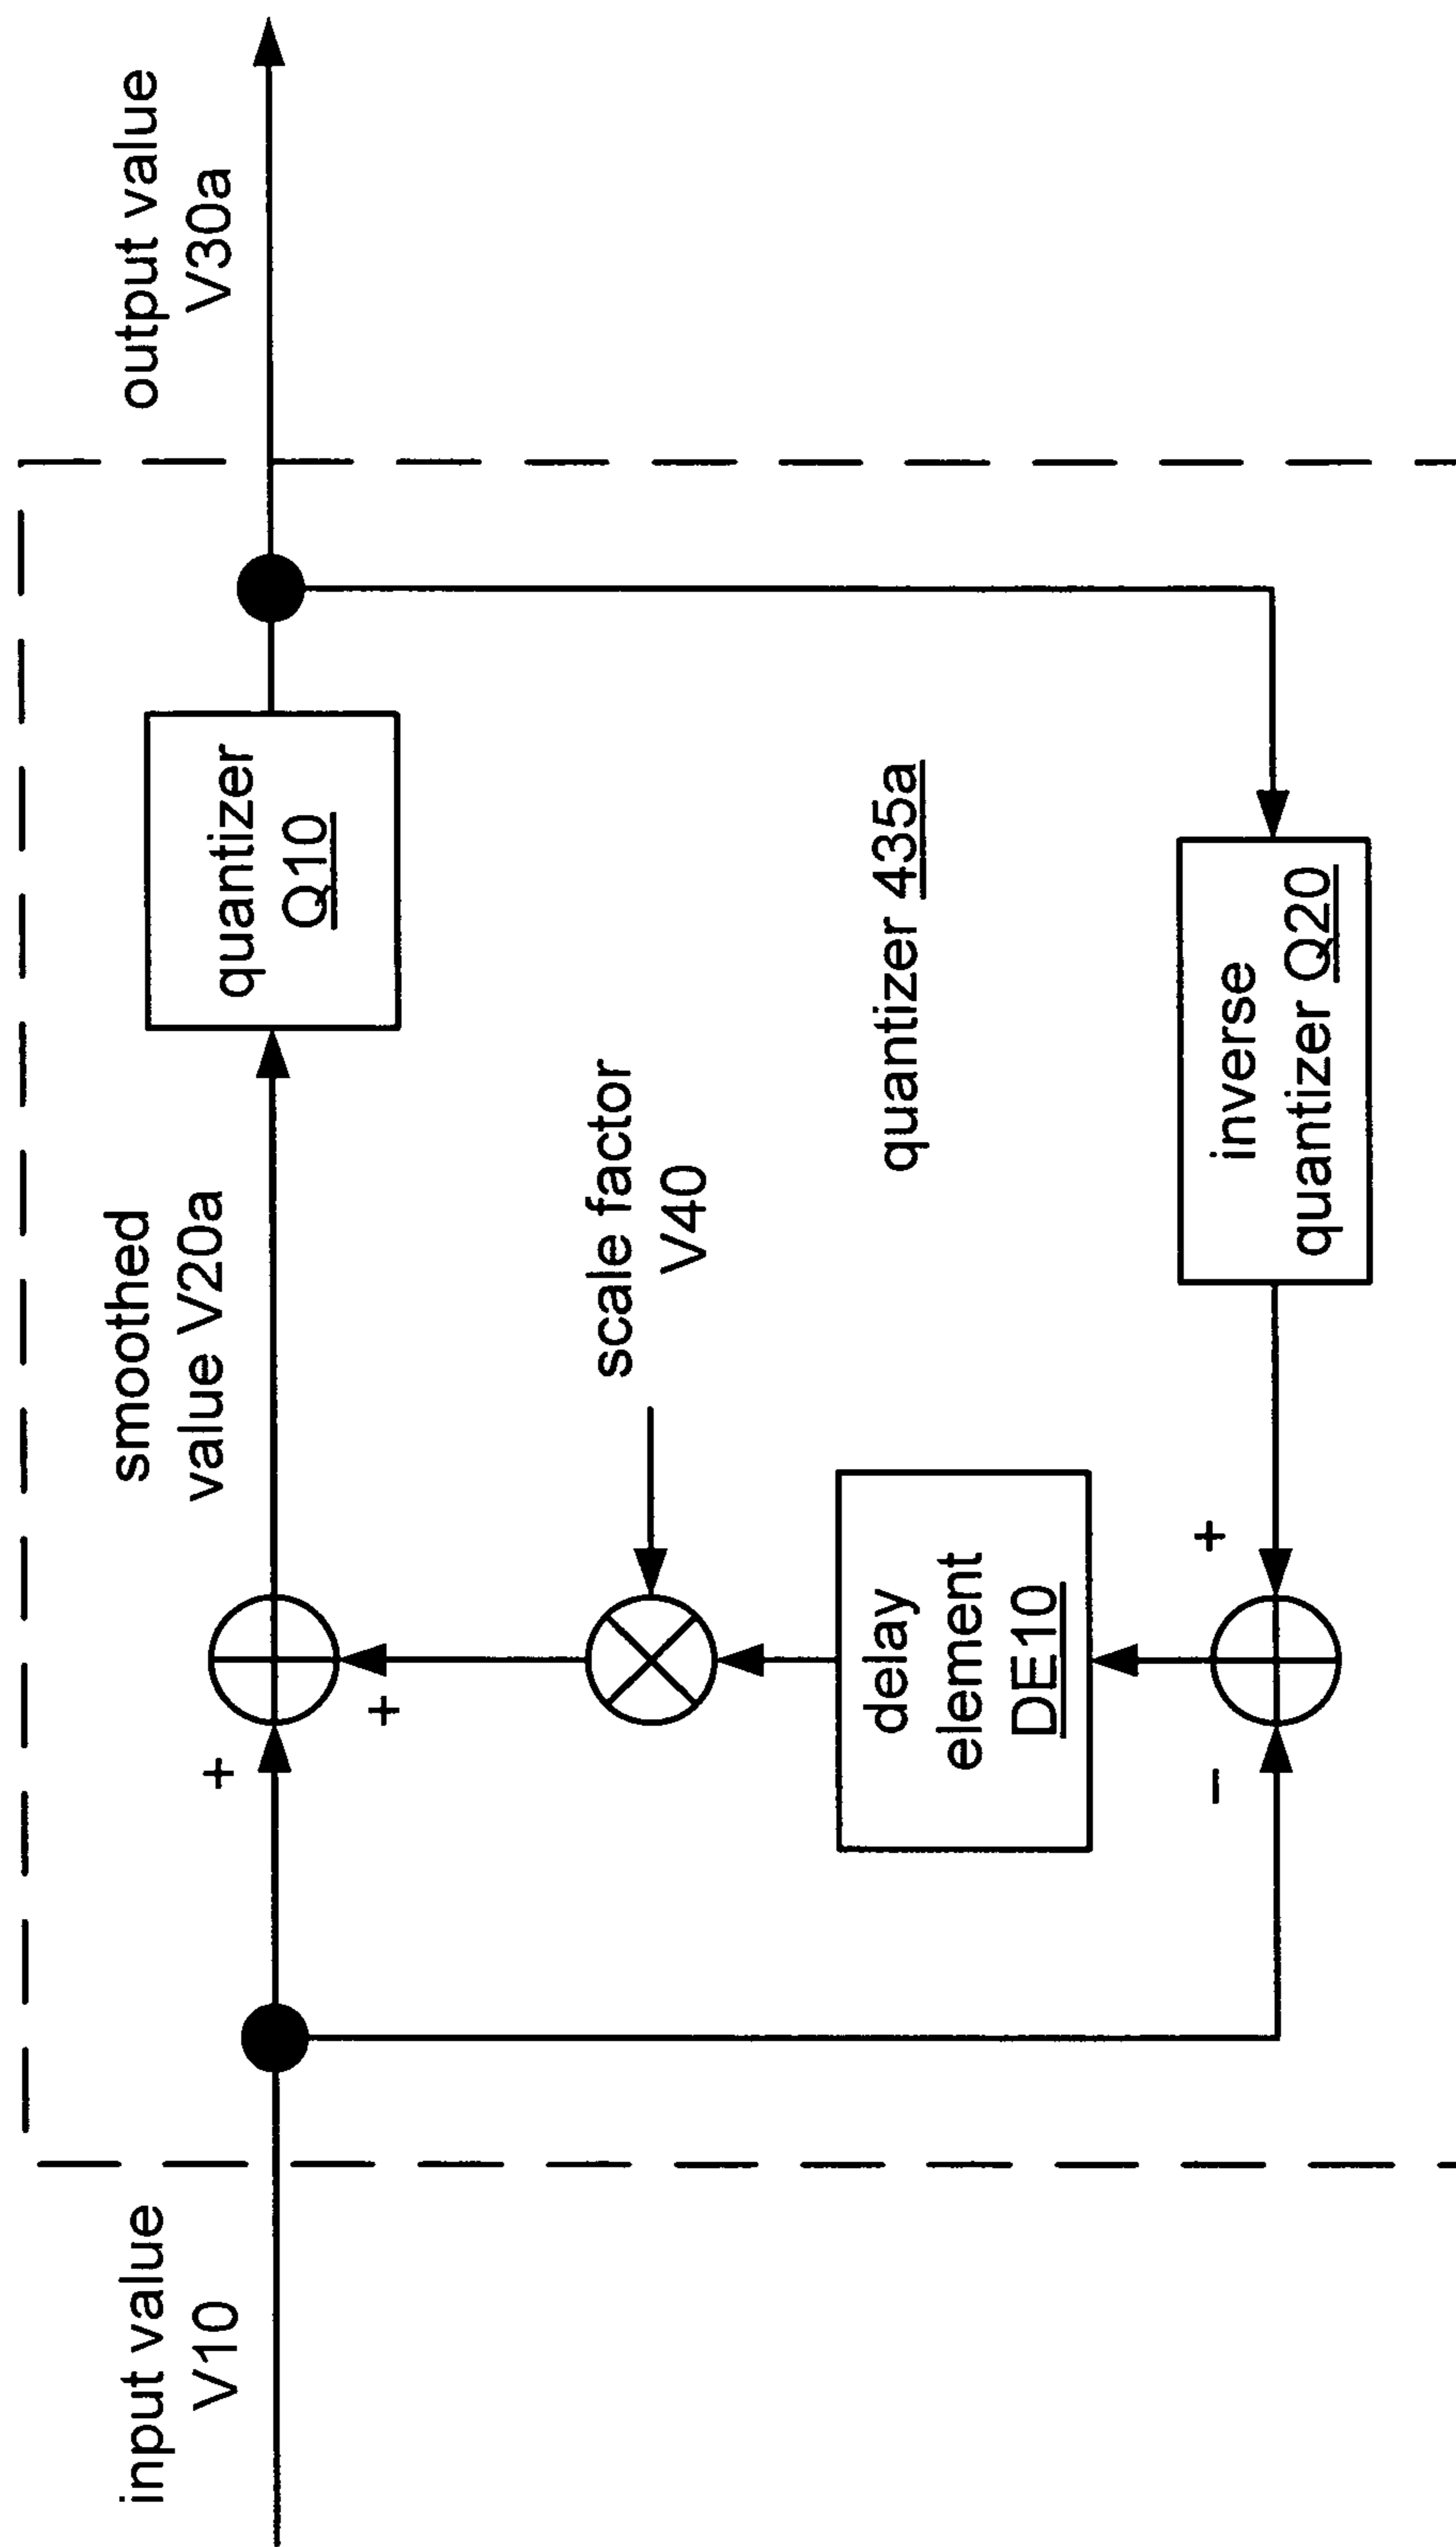 input value
V10
smoothed
value V20a
quantizer
Q10
output value
V30a
+
+
scale factor
V40
delay
element
DE10
quantizer 435a
−
+
inverse
quantizer Q20